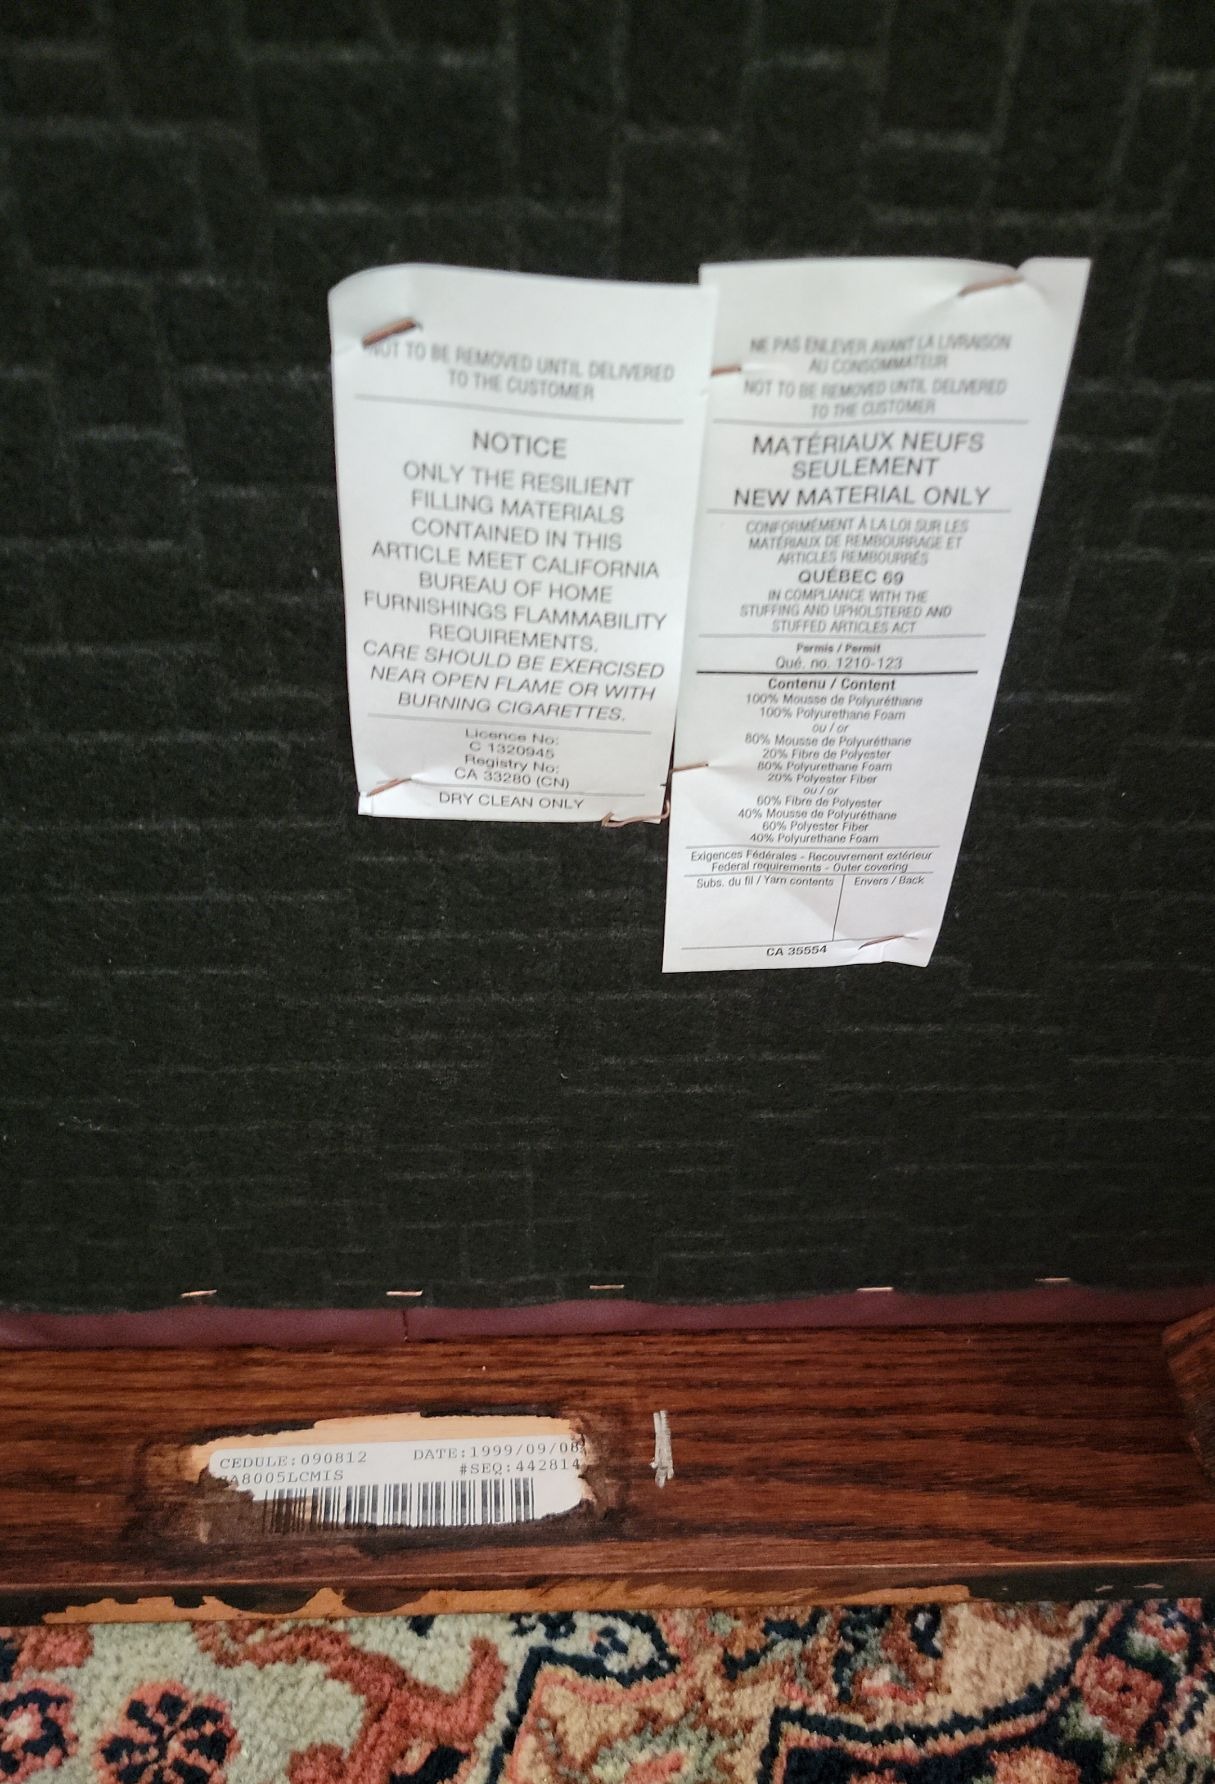 NOT TO BE REMOVED UNTIL DELIVERED
TO THE CUSTOMER
NOTICE
ONLY THE RESILIENT
FILLING MATERIALS
CONTAINED IN THIS
ARTICLE MEET CALIFORNIA
BUREAU OF HOME
FURNISHINGS FLAMMABILITY
REQUIREMENTS.
CARE SHOULD BE EXERCISED
NEAR OPEN FLAME OR WITH
BURNING CIGARETTES.
Licence No:
C 1320945
Registry No:
CA 33280 (CN)
DRY CLEAN ONLY
NE PAS ENLEVER AVANT LA LIVRAISON
AU CONSOMMATEUR
NOT TO BE REMOVED UNTIL DELIVERED
TO THE CUSTOMER
MATÉRIAUX NEUFS
SEULEMENT
NEW MATERIAL ONLY
CONFORMÉMENT À LA LOI SUR LES
MATÉRIAUX DE REMBOURRAGE ET
ARTICLES REMBOURRÉS
QUÉBEC 69
IN COMPLIANCE WITH THE
STUFFING AND UPHOLSTERED AND
STUFFED ARTICLES ACT
Permis / Permit
Qué. no. 1210-123
Contenu / Content
100% Mousse de Polyuréthane
100% Polyurethane Foam
ou / or
80% Mousse de Polyuréthane
20% Fibre de Polyester
80% Polyurethane Foam
20% Polyester Fiber
ou / or
60% Fibre de Polyester
40% Mousse de Polyuréthane
60% Polyester Fiber
40% Polyurethane Foam
Exigences Fédérales - Recouvrement extérieur
Federal requirements - Outer covering
Subs. du fil / Yarn contents Envers / Back
CA 35554
CEDULE:090812 DATE:1999/09/08
A8005LCMIS #SEQ:442814